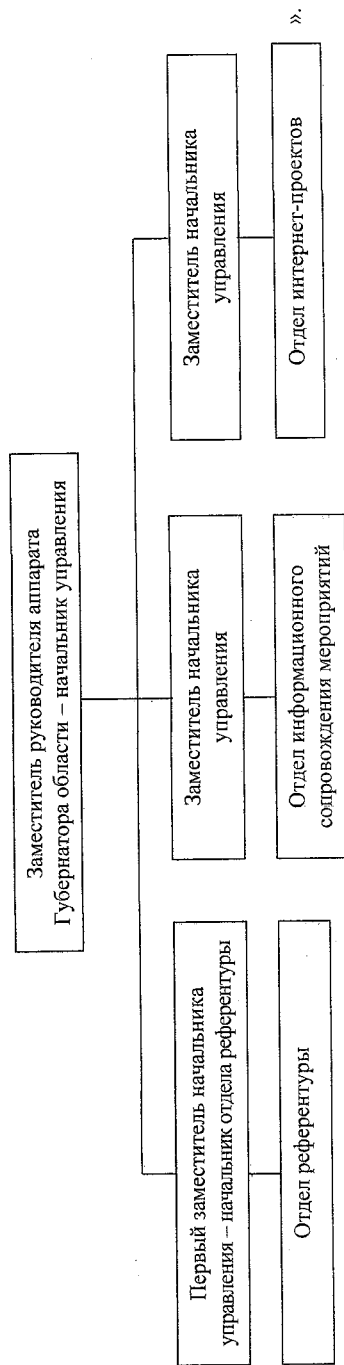 Заместитель руководителя аппарата
Губернатора области – начальник управления
Первый заместитель начальника
управления – начальник отдела референтуры
Заместитель начальника
управления
Заместитель начальника
управления
Отдел референтуры
Отдел информационного
сопровождения мероприятий
Отдел интернет-проектов
».